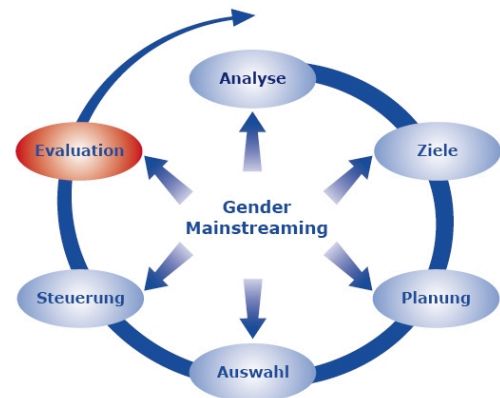 Analyse
Evaluation
Ziele
Gender
Mainstreaming
Steuerung
Planung
Auswahl